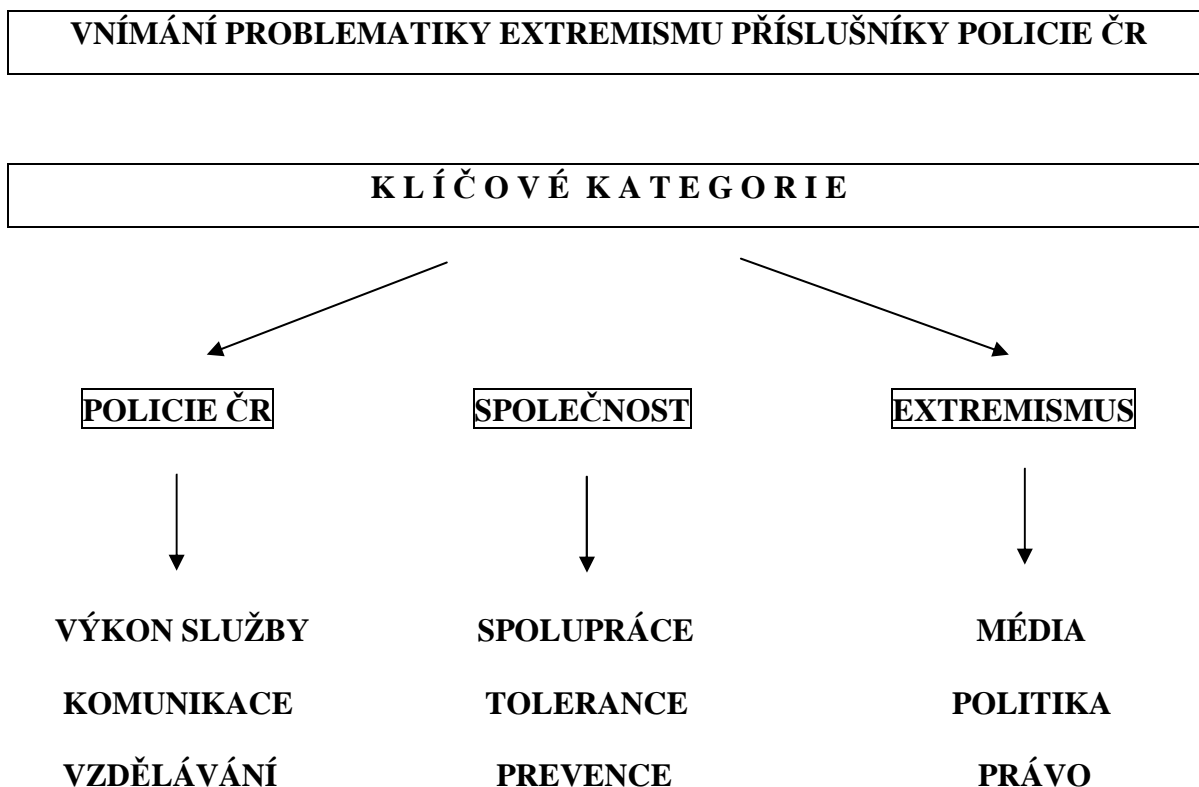 VNÍMÁNÍ PROBLEMATIKY EXTREMISMU PŘÍSLUŠNÍKY POLICIE ČR
K L Í Č O V É K A T E G O R I E
POLICIE ČR SPOLEČNOST EXTREMISMUS
VÝKON SLUŽBY SPOLUPRÁCE MÉDIA
KOMUNIKACE TOLERANCE POLITIKA
VZDĚLÁVÁNÍ PREVENCE PRÁVO